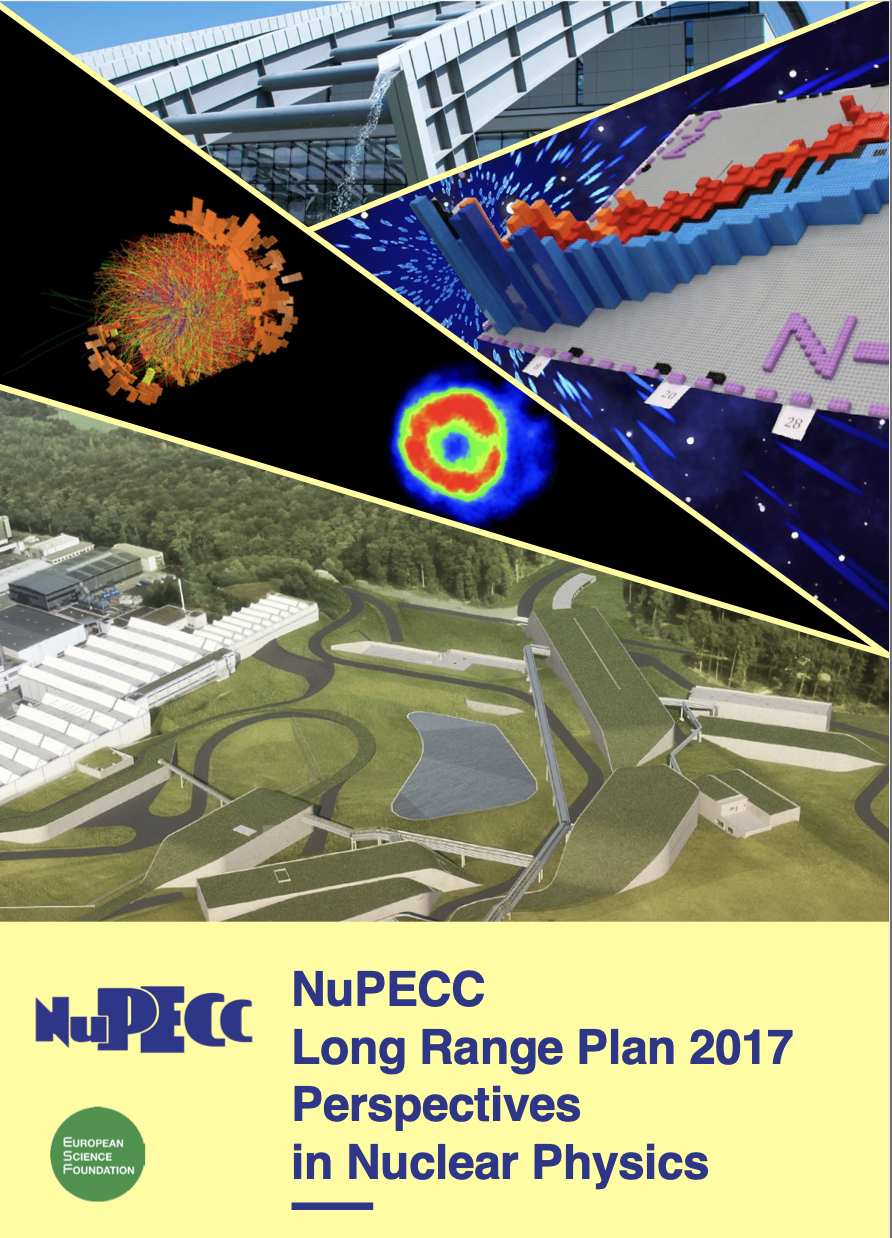 N
20
28
NuPECC
NuPECC
Long Range Plan 2017
Perspectives
in Nuclear Physics
EUROPEAN
SCIENCE
FOUNDATION